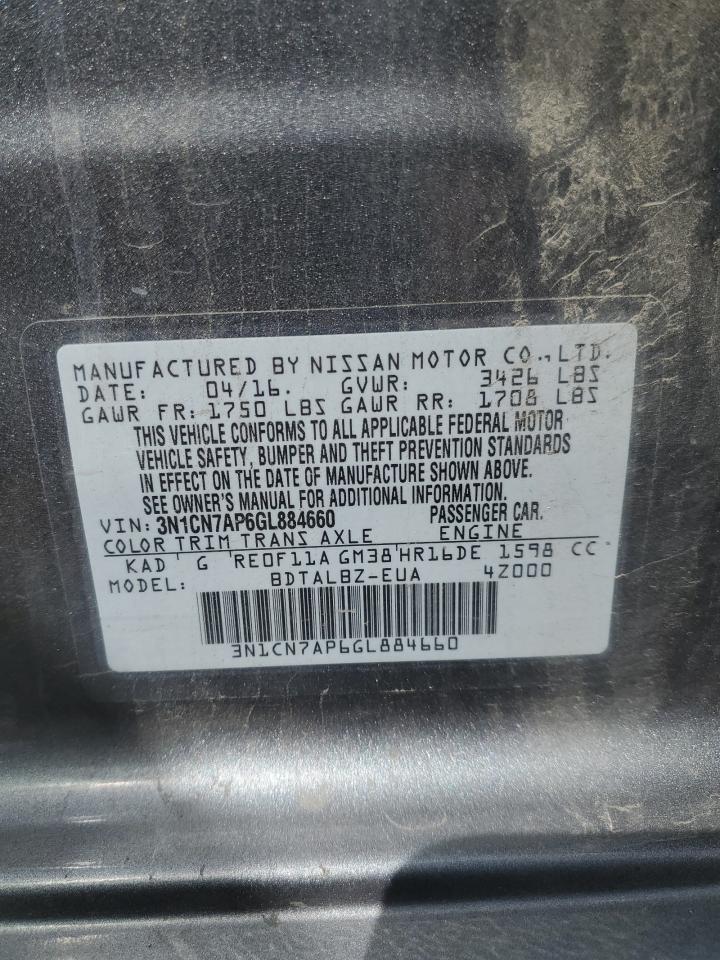 MANUFACTURED BY NISSAN MOTOR CO.,LTD.
DATE: 04/16. GVWR: 3426 LBS
GAWR FR: 1750 LBS GAWR RR: 1708 LBS
THIS VEHICLE CONFORMS TO ALL APPLICABLE FEDERAL MOTOR
VEHICLE SAFETY, BUMPER AND THEFT PREVENTION STANDARDS
IN EFFECT ON THE DATE OF MANUFACTURE SHOWN ABOVE.
SEE OWNER'S MANUAL FOR ADDITIONAL INFORMATION.
VIN: 3N1CN7AP6GL884660 PASSENGER CAR.
COLOR TRIM TRANS AXLE ENGINE
KAD G RE0F11A GM38 HR16DE 1598 CC
MODEL: BDTALBZ-EUA 4Z000
3N1CN7AP6GL884660